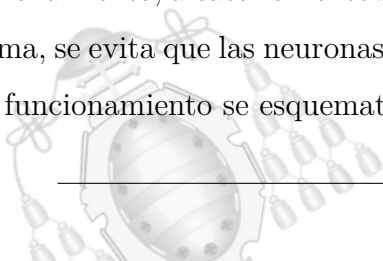 ma, se evita que las neuronas
funcionamiento se esquemat